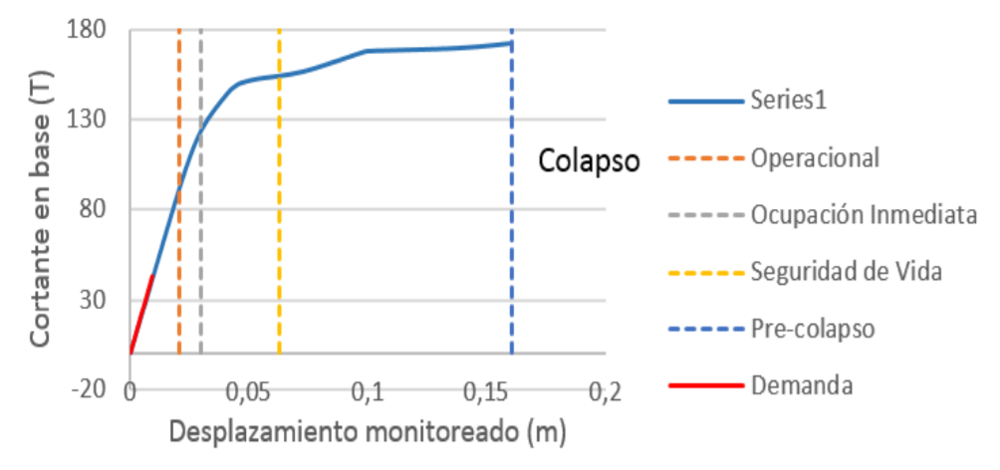 Cortante en base (T)
180
130
80
30
-20
0
0,05
0,1
0,15
0,2
Desplazamiento monitoreado (m)
Colapso
Series1
Operacional
Ocupación Inmediata
Seguridad de Vida
Pre-colapso
Demanda